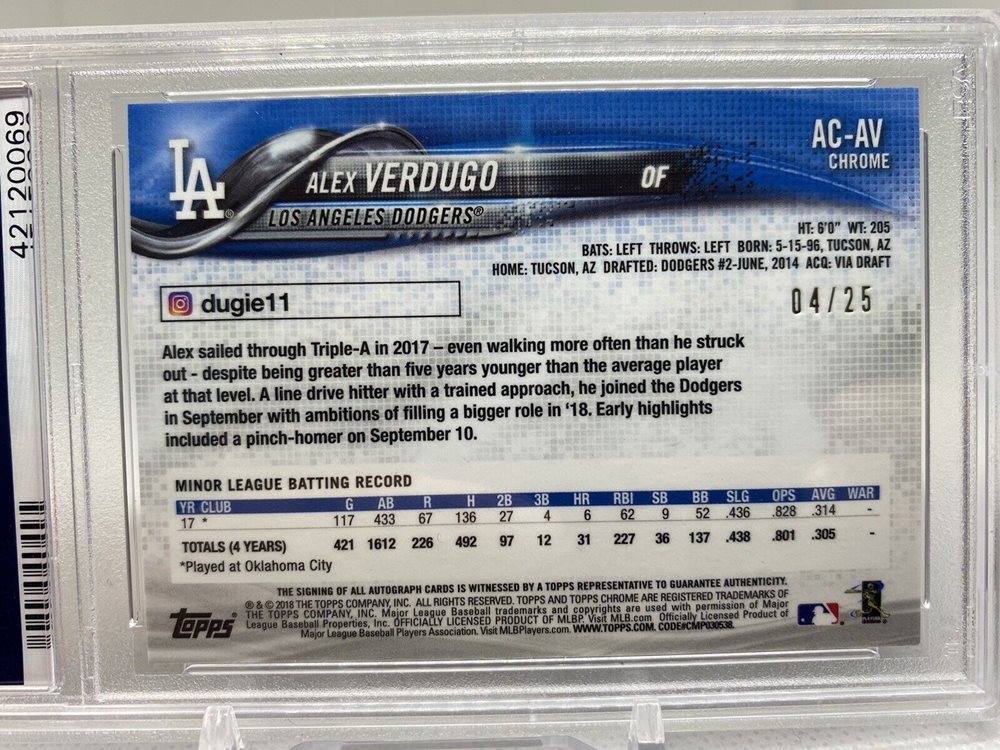 42120069
LA®
ALEX VERDUGO
OF
AC-AV
CHROME
LOS ANGELES DODGERS®
HT: 6'0" WT: 205
BATS: LEFT THROWS: LEFT BORN: 5-15-96, TUCSON, AZ
HOME: TUCSON, AZ DRAFTED: DODGERS #2-JUNE, 2014 ACQ: VIA DRAFT
04/25
dugie11
Alex sailed through Triple-A in 2017 – even walking more often than he struck
out - despite being greater than five years younger than the average player
at that level. A line drive hitter with a trained approach, he joined the Dodgers
in September with ambitions of filling a bigger role in '18. Early highlights
included a pinch-homer on September 10.
MINOR LEAGUE BATTING RECORD
YR CLUB G AB R H 2B 3B HR RBI SB BB SLG OPS AVG WAR
17 * 117 433 67 136 27 4 6 62 9 52 .436 .828 .314 -
TOTALS (4 YEARS) 421 1612 226 492 97 12 31 227 36 137 .438 .801 .305 -
*Played at Oklahoma City
THE SIGNING OF ALL AUTOGRAPH CARDS IS WITNESSED BY A TOPPS REPRESENTATIVE TO GUARANTEE AUTHENTICITY.
® & © 2018 THE TOPPS COMPANY, INC. ALL RIGHTS RESERVED. TOPPS AND TOPPS CHROME ARE REGISTERED TRADEMARKS OF
THE TOPPS COMPANY, INC. Major League Baseball trademarks and copyrights are used with permission of Major
League Baseball Properties, Inc. OFFICIALLY LICENSED PRODUCT OF MLBP. Visit MLB.com Officially Licensed Product of
Major League Baseball Players Association. Visit MLBPlayers.com. WWW.TOPPS.COM. CODE#CMP030538.
Topps